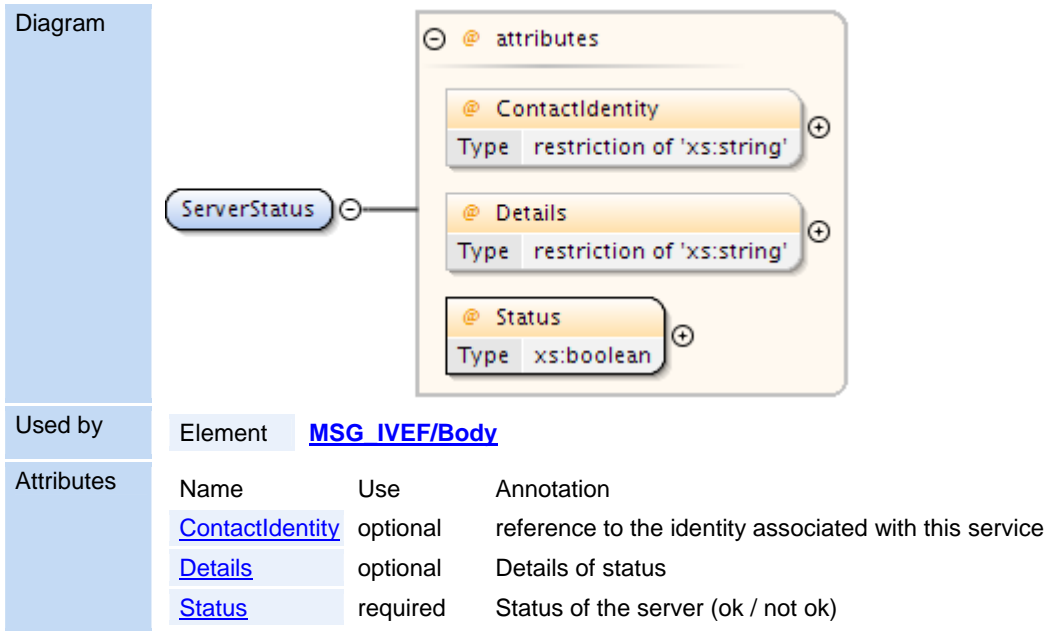 Diagram
@ attributes
@ ContactIdentity
Type restriction of 'xs:string'
ServerStatus
@ Details
Type restriction of 'xs:string'
@ Status
Type xs:boolean
Used by
Element MSG_IVEF/Body
Attributes
Name Use Annotation
ContactIdentity optional reference to the identity associated with this service
Details optional Details of status
Status required Status of the server (ok / not ok)